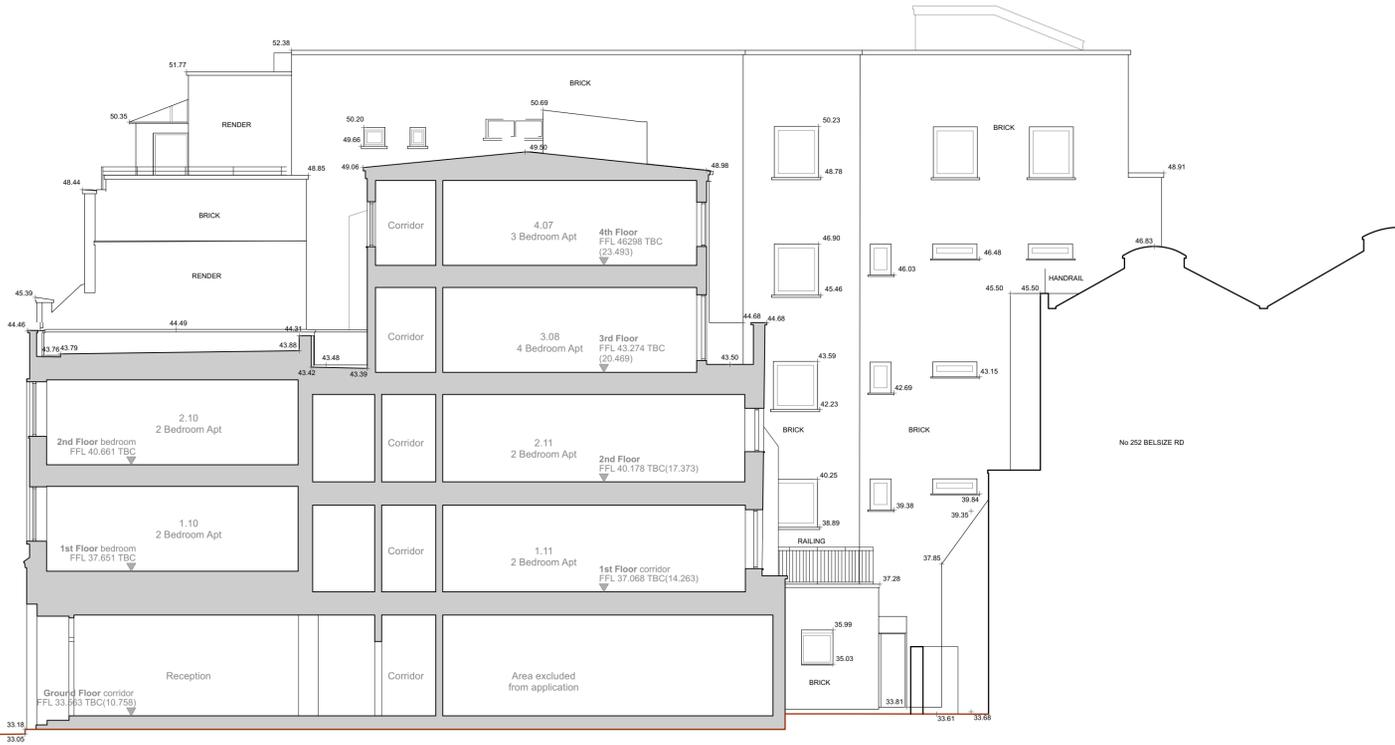 52.38
51.77
BRICK
50.35
RENDER
50.20
49.66
50.69
50.23
BRICK
49.50
49.06
48.98
48.85
48.78
48.91
48.44
BRICK
Corridor
4.07
3 Bedroom Apt
4th Floor
FFL 46298 TBC
(23.493)
46.90
46.83
46.48
46.03
RENDER
HANDRAIL
45.46
45.50
45.50
45.39
44.46
44.49
44.31
44.68
44.68
43.76
43.79
43.88
43.48
43.42
43.39
Corridor
3.08
4 Bedroom Apt
3rd Floor
FFL 43.274 TBC
(20.469)
43.50
43.59
43.15
42.69
42.23
2.10
2 Bedroom Apt
2nd Floor bedroom
FFL 40.661 TBC
Corridor
2.11
2 Bedroom Apt
2nd Floor
FFL 40.178 TBC(17.373)
BRICK
BRICK
No 252 BELSIZE RD
40.25
39.84
39.38
39.35
38.89
1.10
2 Bedroom Apt
1st Floor bedroom
FFL 37.651 TBC
Corridor
1.11
2 Bedroom Apt
1st Floor corridor
FFL 37.068 TBC(14.263)
RAILING
37.85
37.28
35.99
35.03
BRICK
Reception
Corridor
Area excluded
from application
Ground Floor corridor
FFL 33.563 TBC(10.758)
33.81
33.61
33.68
33.18
33.05